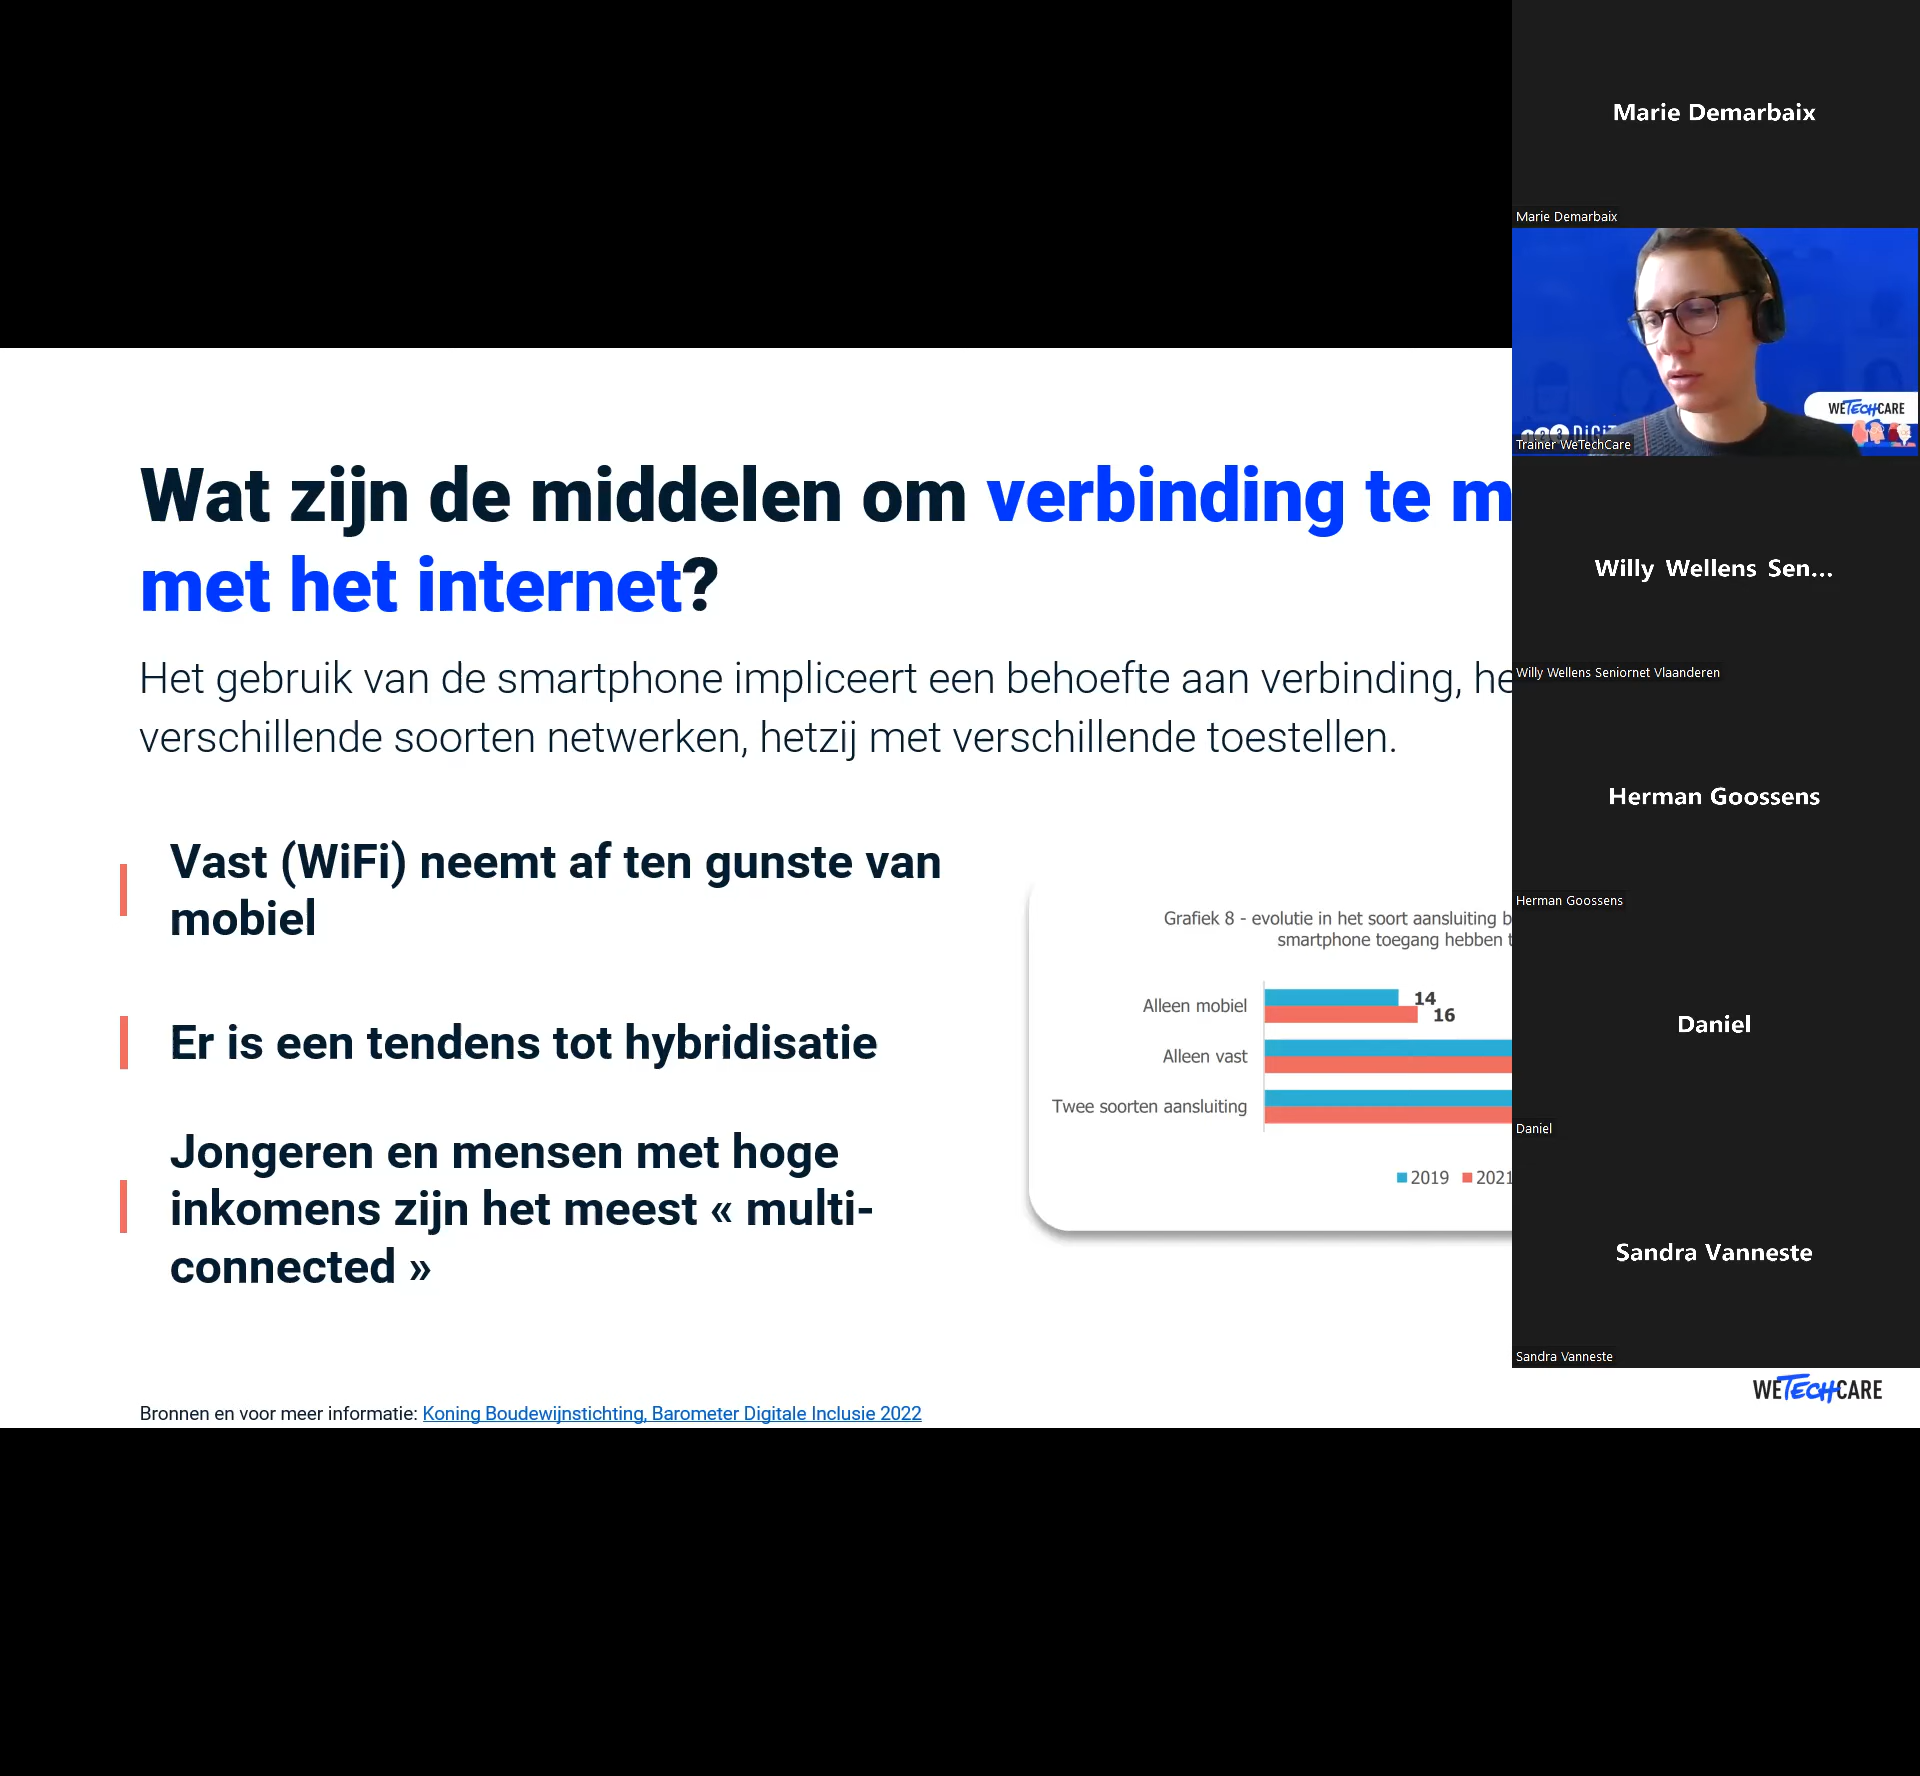 Wat zijn de middelen om verbinding te m
met het internet?
Het gebruik van de smartphone impliceert een behoefte aan verbinding, he
verschillende soorten netwerken, hetzij met verschillende toestellen.
Vast (WiFi) neemt af ten gunste van
mobiel
Er is een tendens tot hybridisatie
Jongeren en mensen met hoge
inkomens zijn het meest « multi-
connected »
Grafiek 8 - evolutie in het soort aansluiting b
smartphone toegang hebben t
Alleen mobiel
14
16
Alleen vast
Twee soorten aansluiting
2019 2021
Bronnen en voor meer informatie: Koning Boudewijnstichting, Barometer Digitale Inclusie 2022
Marie Demarbaix
Marie Demarbaix
WETECHCARE
Trainer WeTechCare
Willy Wellens Sen...
Willy Wellens Seniornet Vlaanderen
Herman Goossens
Herman Goossens
Daniel
Daniel
Sandra Vanneste
Sandra Vanneste
WETECHCARE